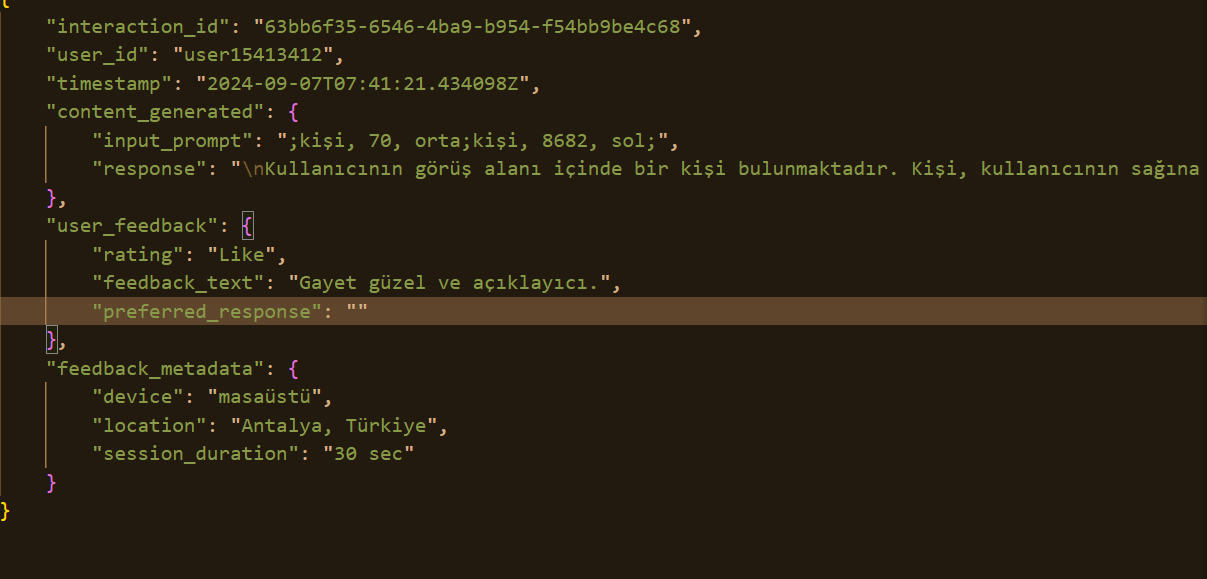 {
"interaction_id": "63bb6f35-6546-4ba9-b954-f54bb9be4c68",
"user_id": "user15413412",
"timestamp": "2024-09-07T07:41:21.434098Z",
"content_generated": {
"input_prompt": ";kişi, 70, orta;kişi, 8682, sol;",
"response": "\nKullanıcının görüş alanı içinde bir kişi bulunmaktadır. Kişi, kullanıcının sağına
},
"user_feedback": {
"rating": "Like",
"feedback_text": "Gayet güzel ve açıklayıcı.",
"preferred_response": ""
},
"feedback_metadata": {
"device": "masaüstü",
"location": "Antalya, Türkiye",
"session_duration": "30 sec"
}
}